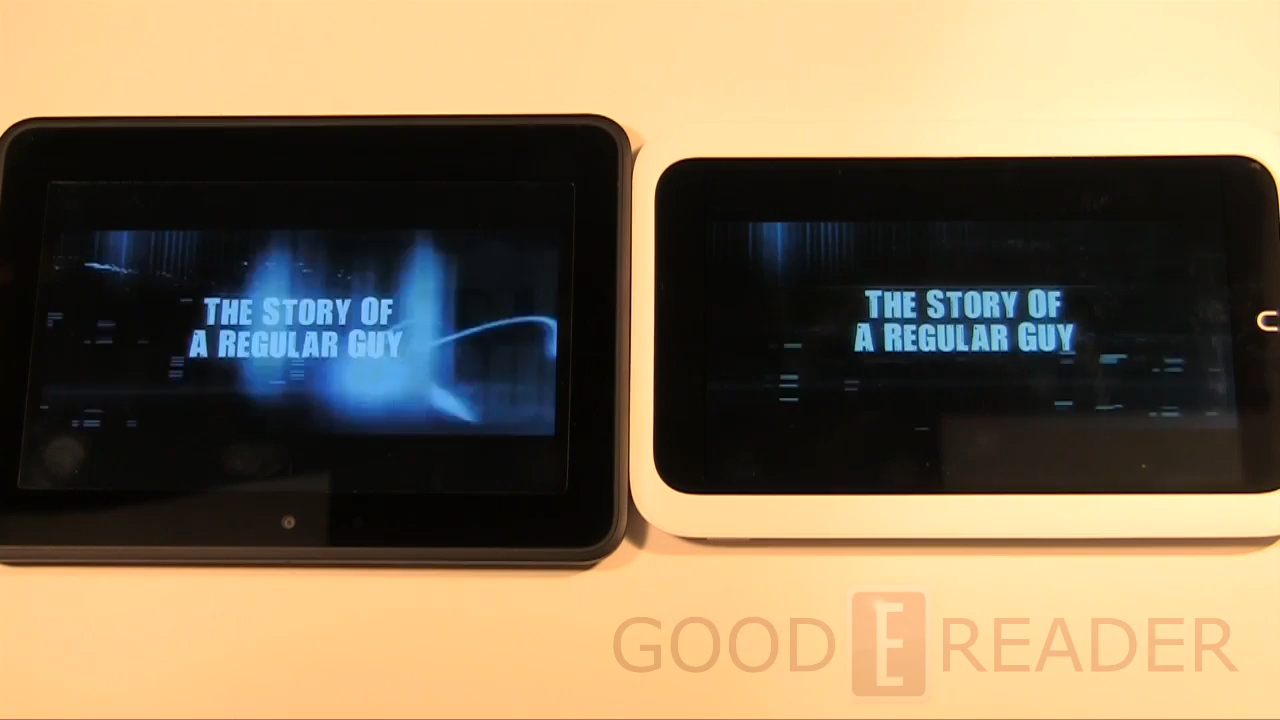 THE STORY OF
A REGULAR GUY
THE STORY OF
A REGULAR GUY
GOOD E READER